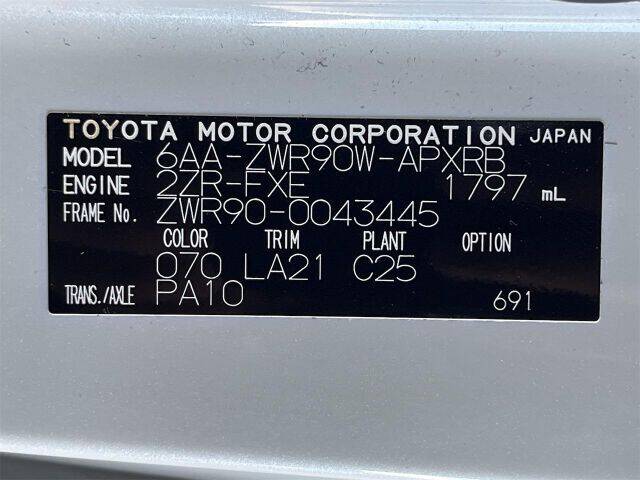 TOYOTA MOTOR CORPORATION JAPAN
MODEL 6AA-ZWR90W-APXRB
ENGINE 2ZR-FXE 1797 mL
FRAME No. ZWR90-0043445
COLOR TRIM PLANT OPTION
070 LA21 C25
TRANS./AXLE PA10 691